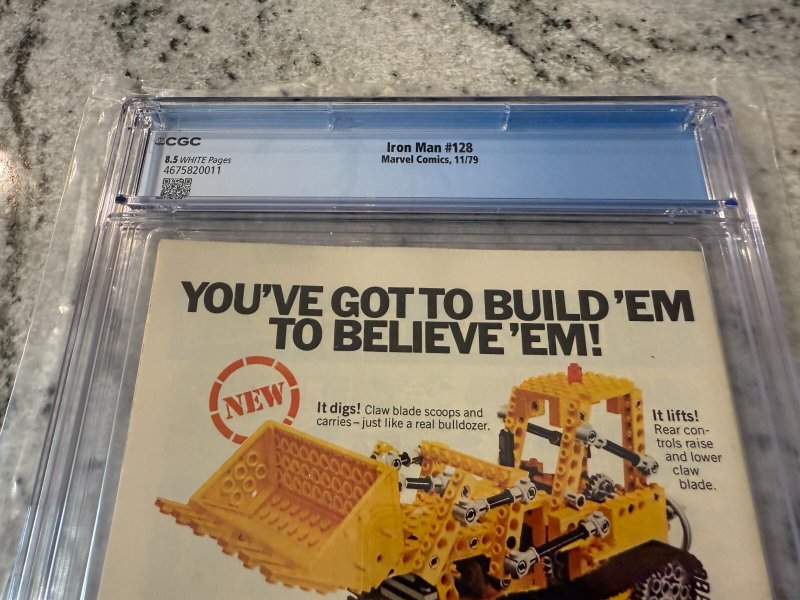 CGC
8.5 WHITE Pages
4675820011
Iron Man #128
Marvel Comics, 11/79
YOU'VE GOT TO BUILD 'EM
TO BELIEVE 'EM!
NEW
It digs! Claw blade scoops and
carries – just like a real bulldozer.
It lifts!
Rear con-
trols raise
and lower
claw
blade.